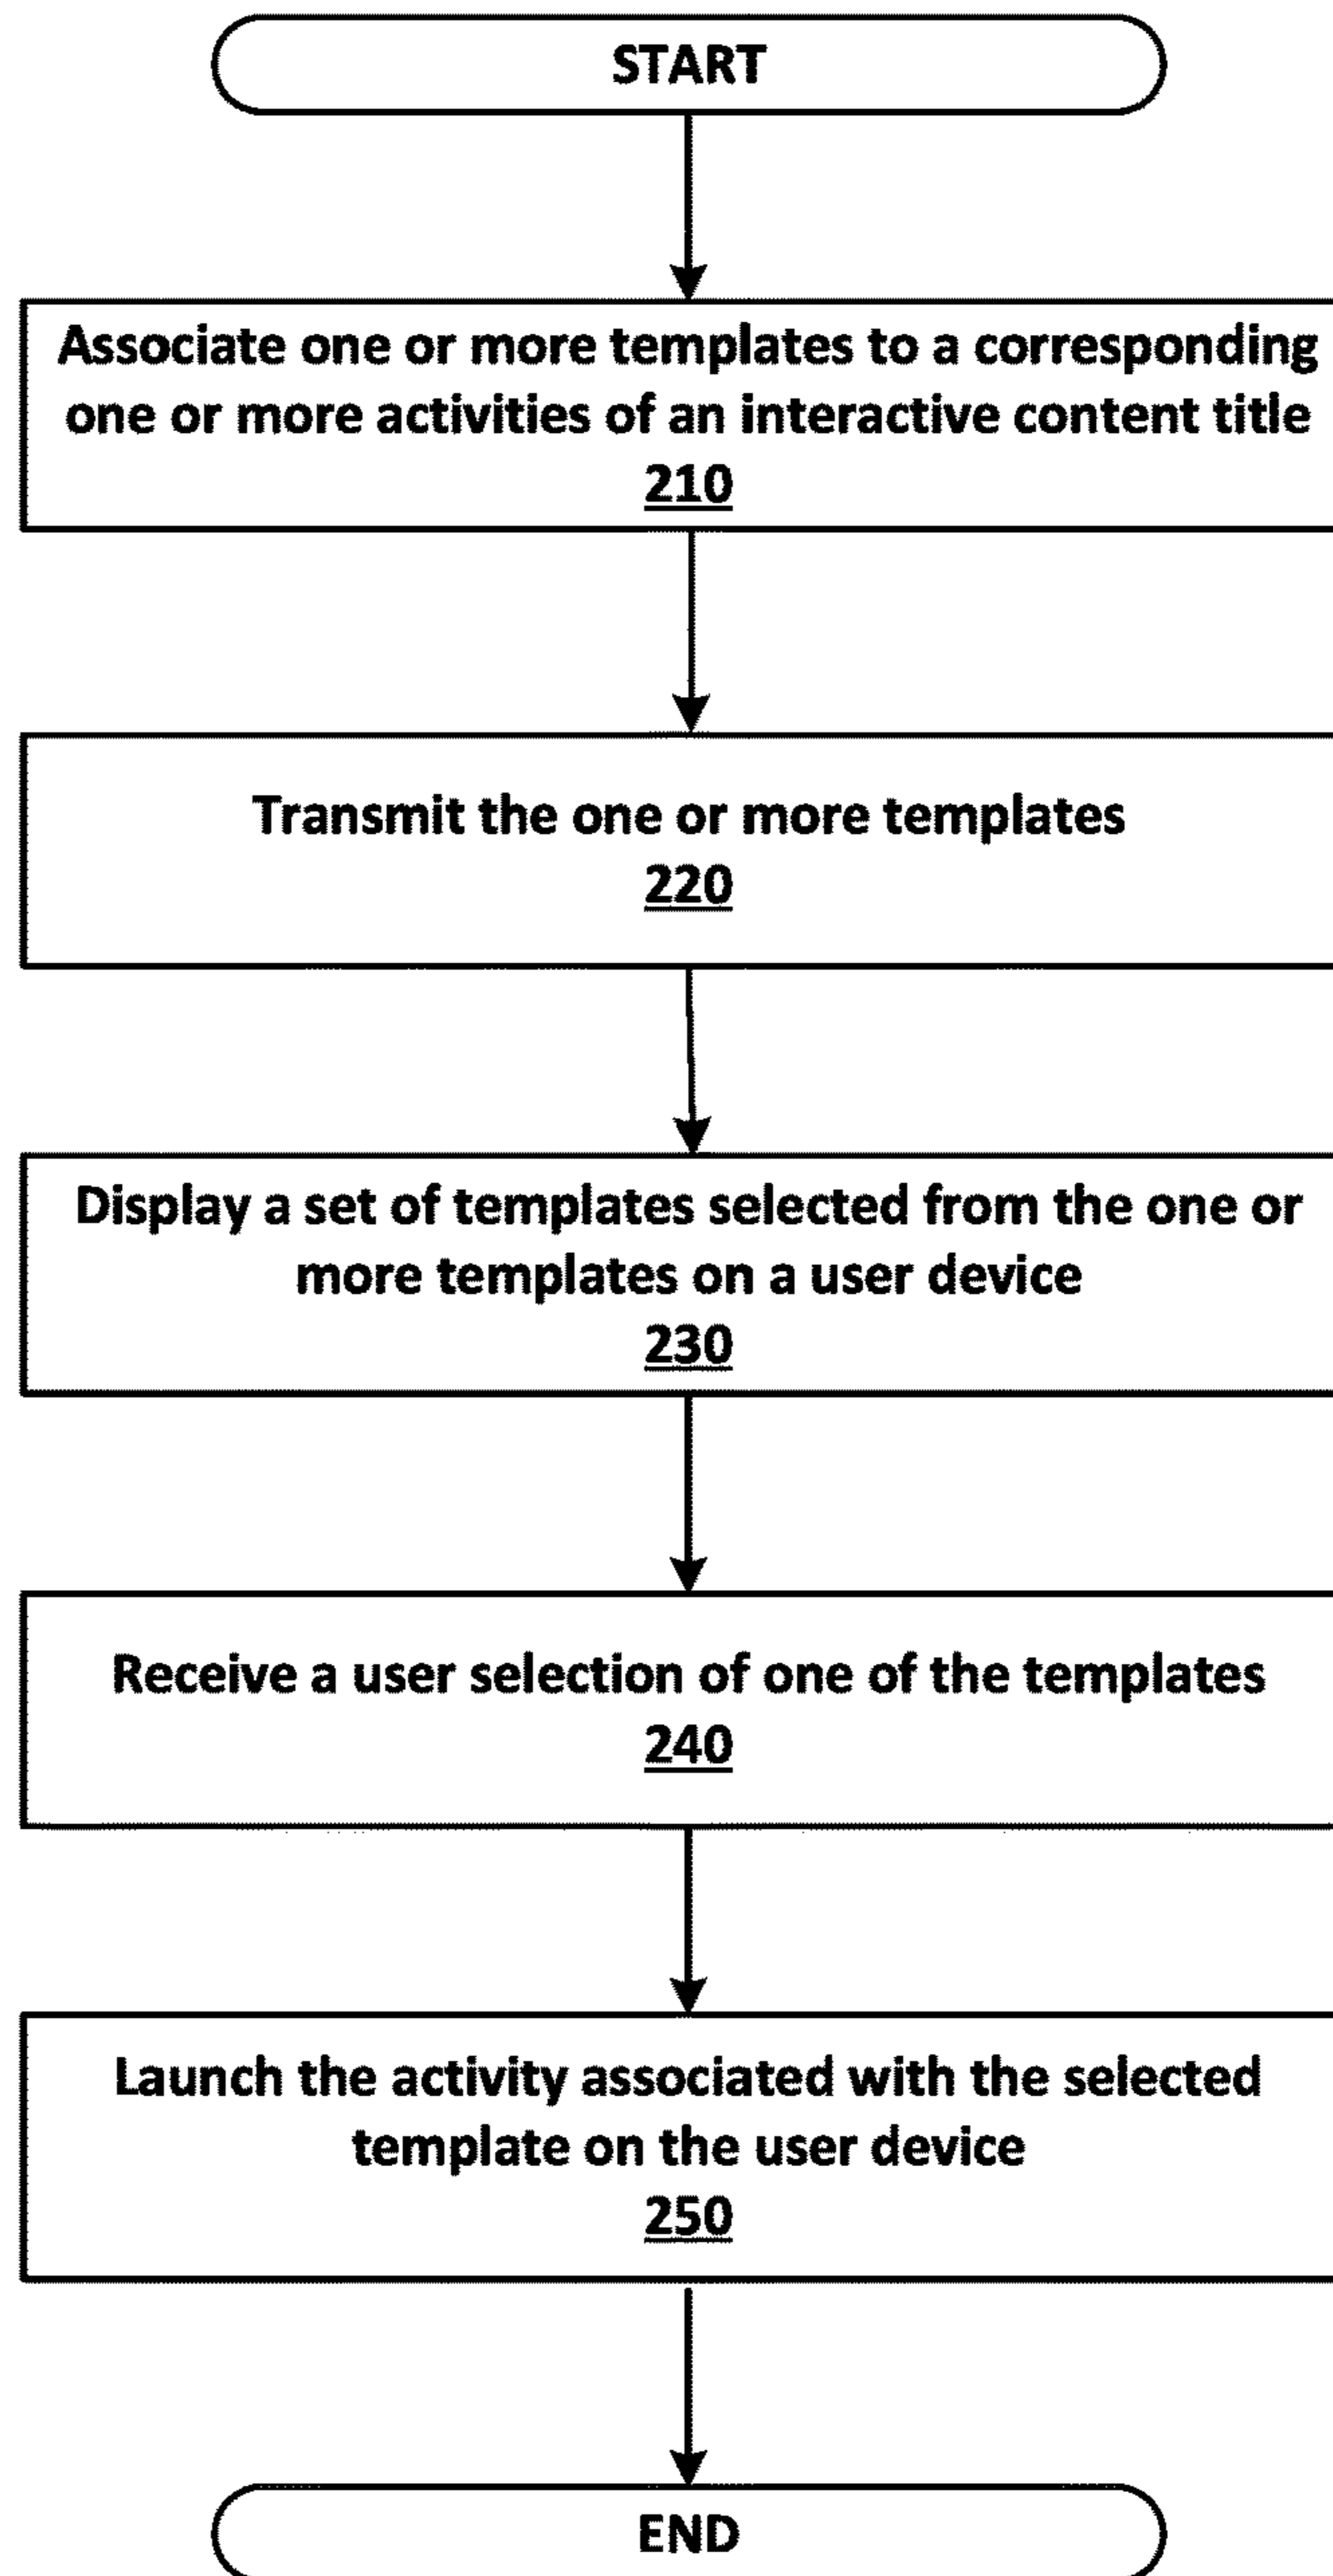 START
Associate one or more templates to a corresponding
one or more activities of an interactive content title
210
Transmit the one or more templates
220
Display a set of templates selected from the one or
more templates on a user device
230
Receive a user selection of one of the templates
240
Launch the activity associated with the selected
template on the user device
250
END